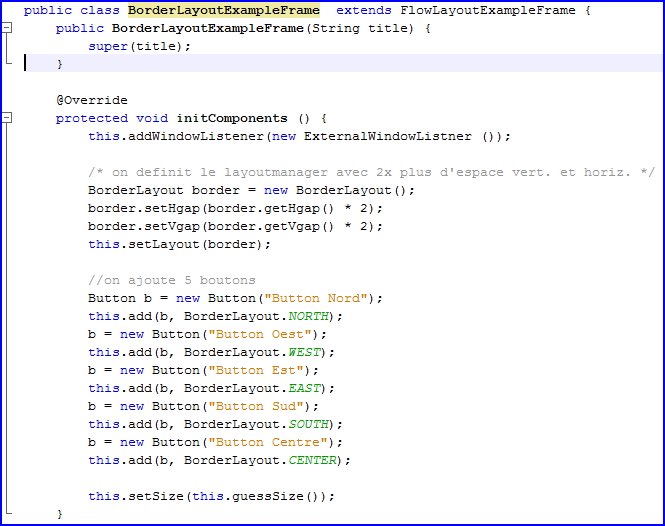 public class BorderLayoutExampleFrame  extends FlowLayoutExampleFrame {
    public BorderLayoutExampleFrame(String title) {
        super(title);
    }

    @Override
    protected void initComponents () {
        this.addWindowListener(new ExternalWindowListner ());

        /* on definit le layoutmanager avec 2x plus d'espace vert. et horiz. */
        BorderLayout border = new BorderLayout();
        border.setHgap(border.getHgap() * 2);
        border.setVgap(border.getVgap() * 2);
        this.setLayout(border);

        //on ajoute 5 boutons
        Button b = new Button("Button Nord");
        this.add(b, BorderLayout.NORTH);
        b = new Button("Button Oest");
        this.add(b, BorderLayout.WEST);
        b = new Button("Button Est");
        this.add(b, BorderLayout.EAST);
        b = new Button("Button Sud");
        this.add(b, BorderLayout.SOUTH);
        b = new Button("Button Centre");
        this.add(b, BorderLayout.CENTER);

        this.setSize(this.guessSize());
    }